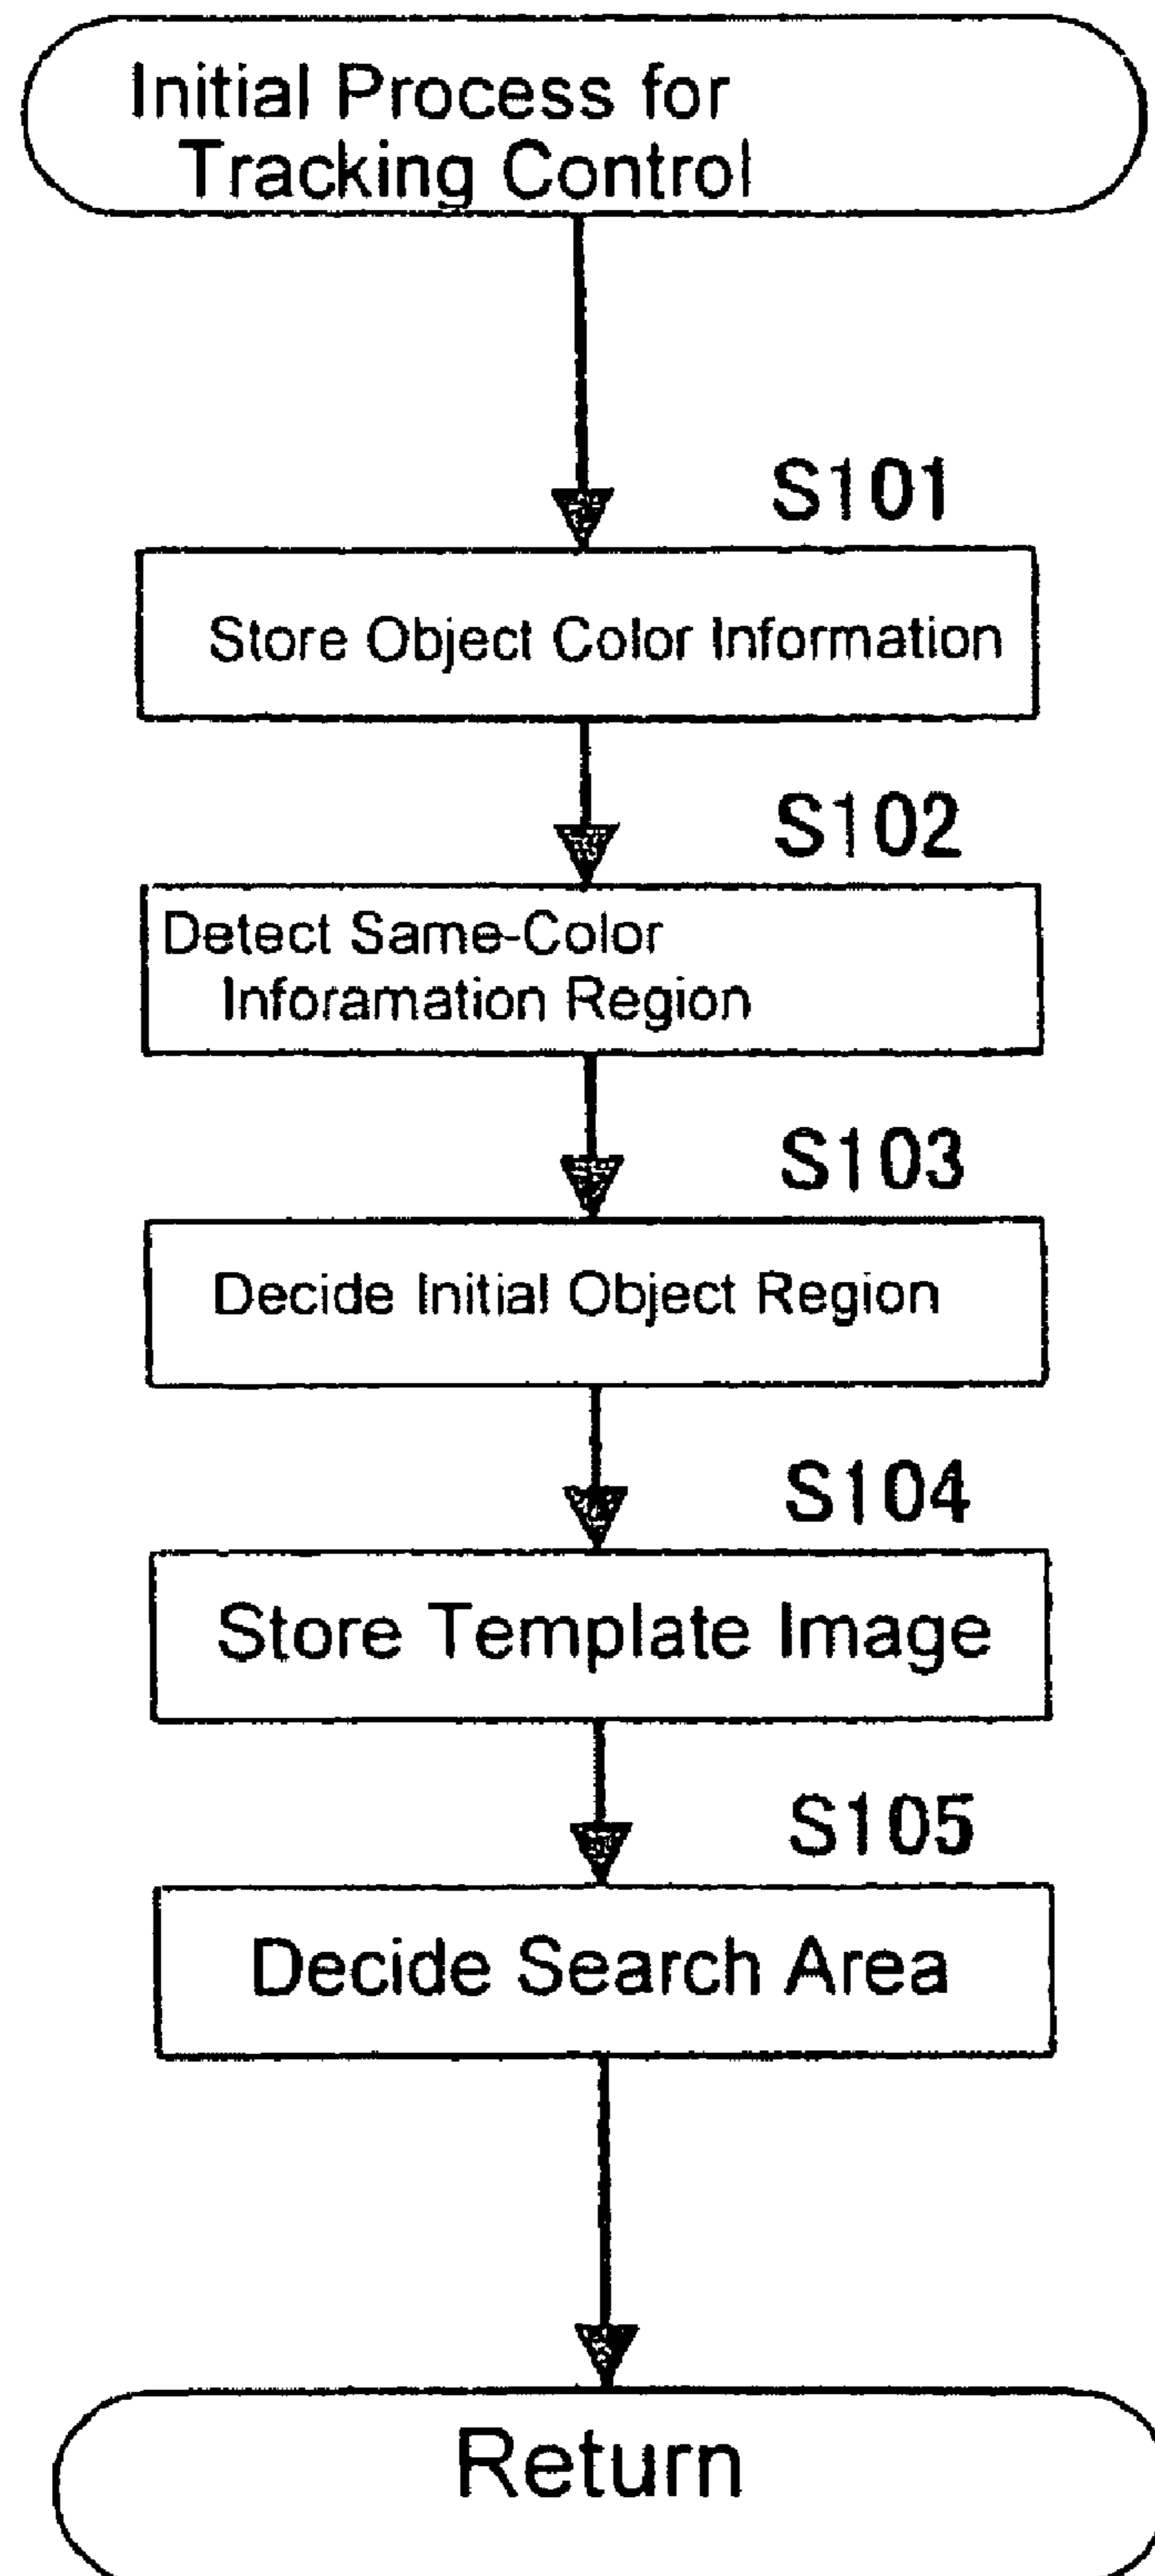 Initial Process for
Tracking Control
S101
Store Object Color Information
S102
Detect Same-Color
Inforamation Region
S103
Decide Initial Object Region
S104
Store Template Image
S105
Decide Search Area
Return